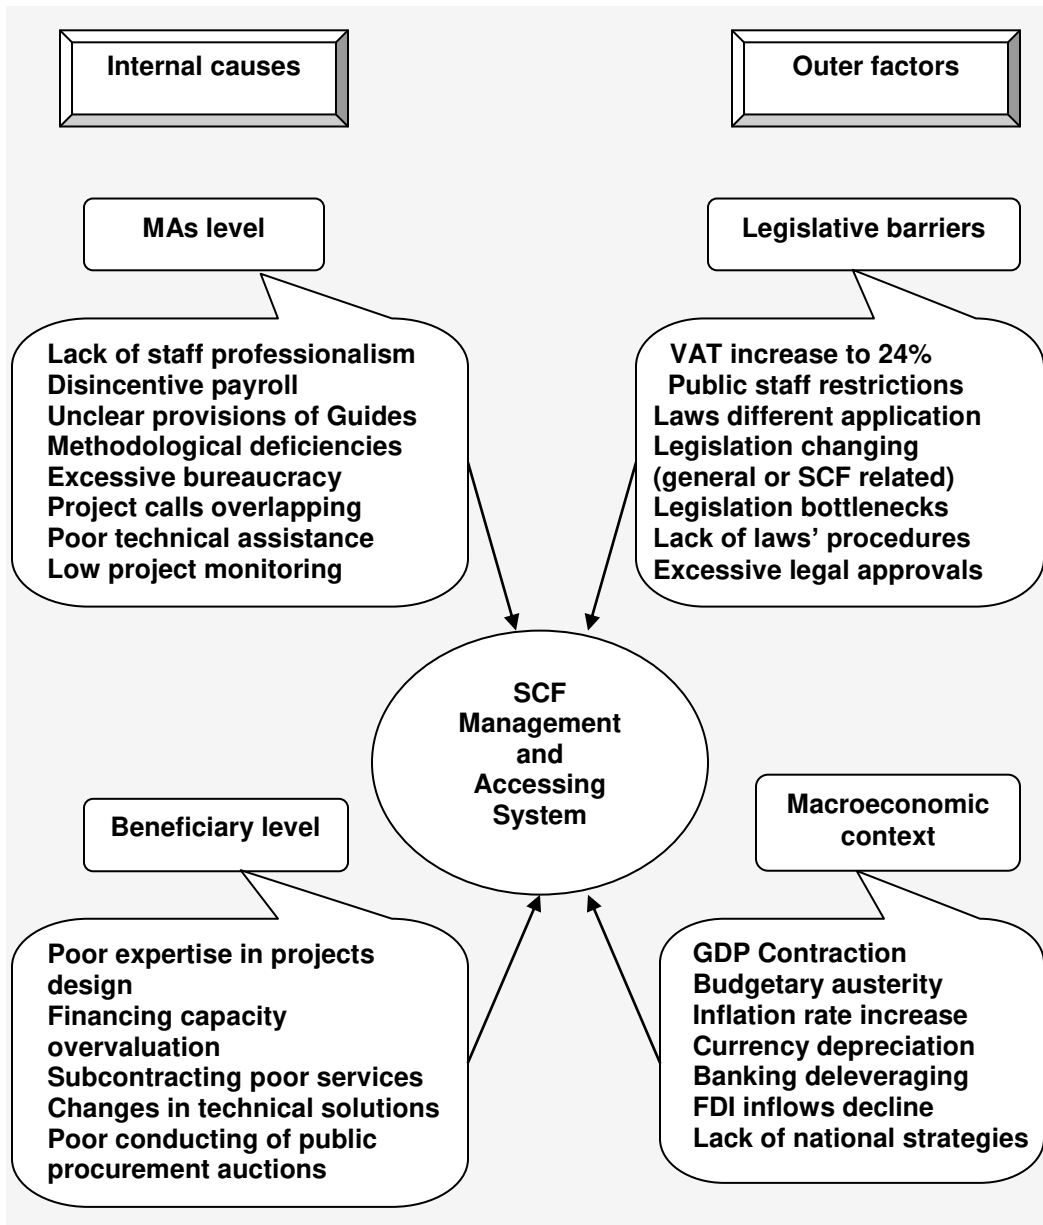 Internal causes
Outer factors
MAs level
Legislative barriers
Lack of staff professionalism
Disincentive payroll
Unclear provisions of Guides
Methodological deficiencies
Excessive bureaucracy
Project calls overlapping
Poor technical assistance
Low project monitoring
VAT increase to 24%
Public staff restrictions
Laws different application
Legislation changing
(general or SCF related)
Legislation bottlenecks
Lack of laws’ procedures
Excessive legal approvals
SCF
Management
and
Accessing
System
Beneficiary level
Macroeconomic
context
Poor expertise in projects
design
Financing capacity
overvaluation
Subcontracting poor services
Changes in technical solutions
Poor conducting of public
procurement auctions
GDP Contraction
Budgetary austerity
Inflation rate increase
Currency depreciation
Banking deleveraging
FDI inflows decline
Lack of national strategies